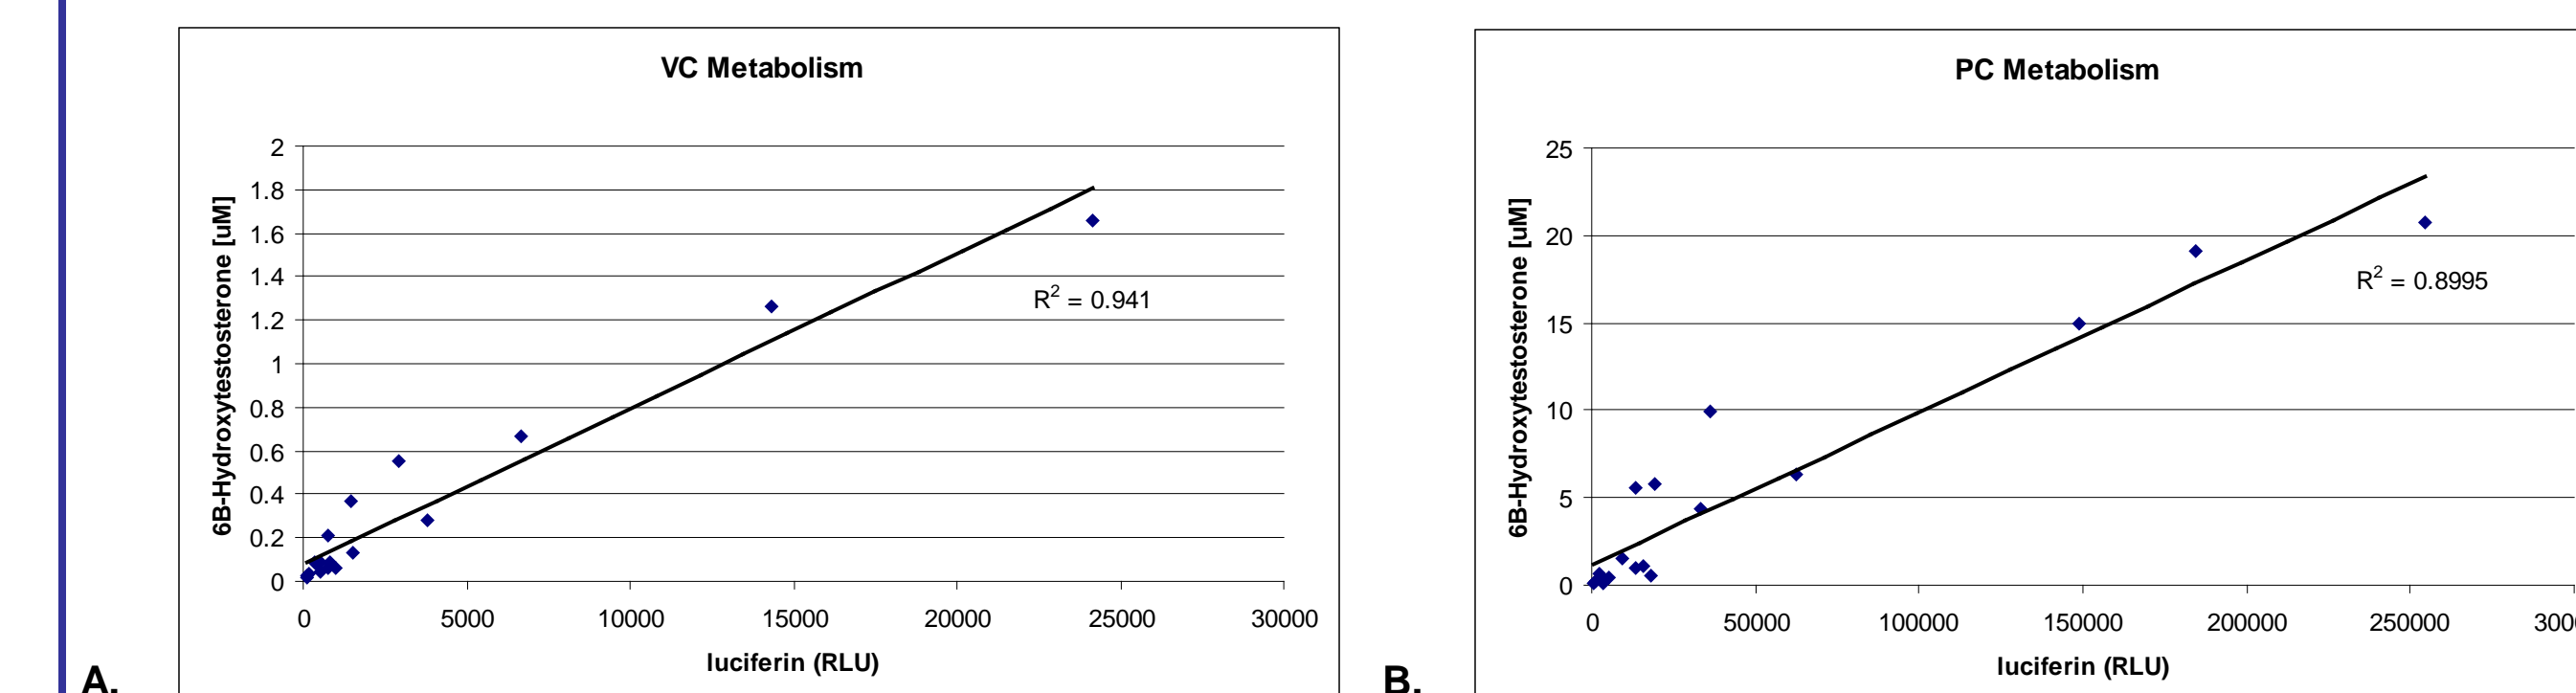 VC Metabolism
2
1.8
1.6
1.4
1.2
1
0.8
0.6
0.4
0.2
0
6B-Hydroxytestosterone [uM]
R² = 0.941
0 5000 10000 15000 20000 25000 30000
luciferin (RLU)
A.
PC Metabolism
25
20
15
10
5
0
6B-Hydroxytestosterone [uM]
R² = 0.8995
0 50000 100000 150000 200000 250000
luciferin (RLU)
B.